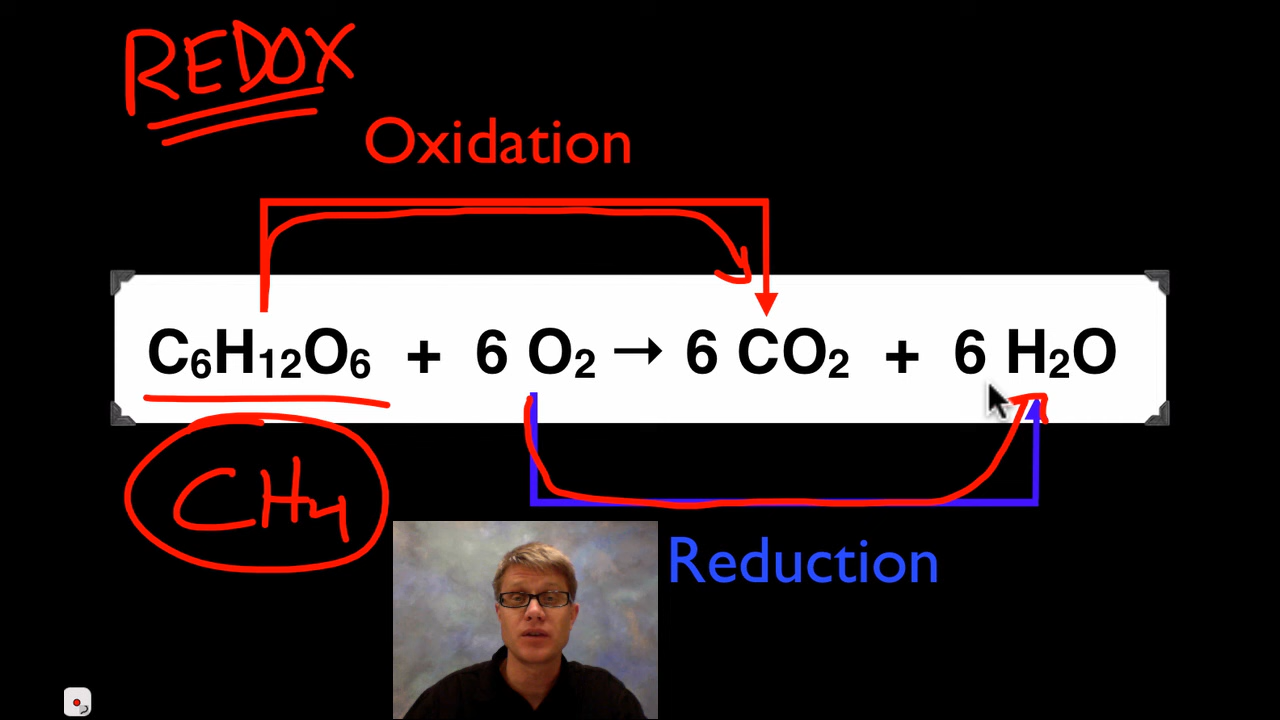 REDOX
Oxidation
C₆H₁₂O₆ + 6 O₂ → 6 CO₂ + 6 H₂O
CH₄
Reduction